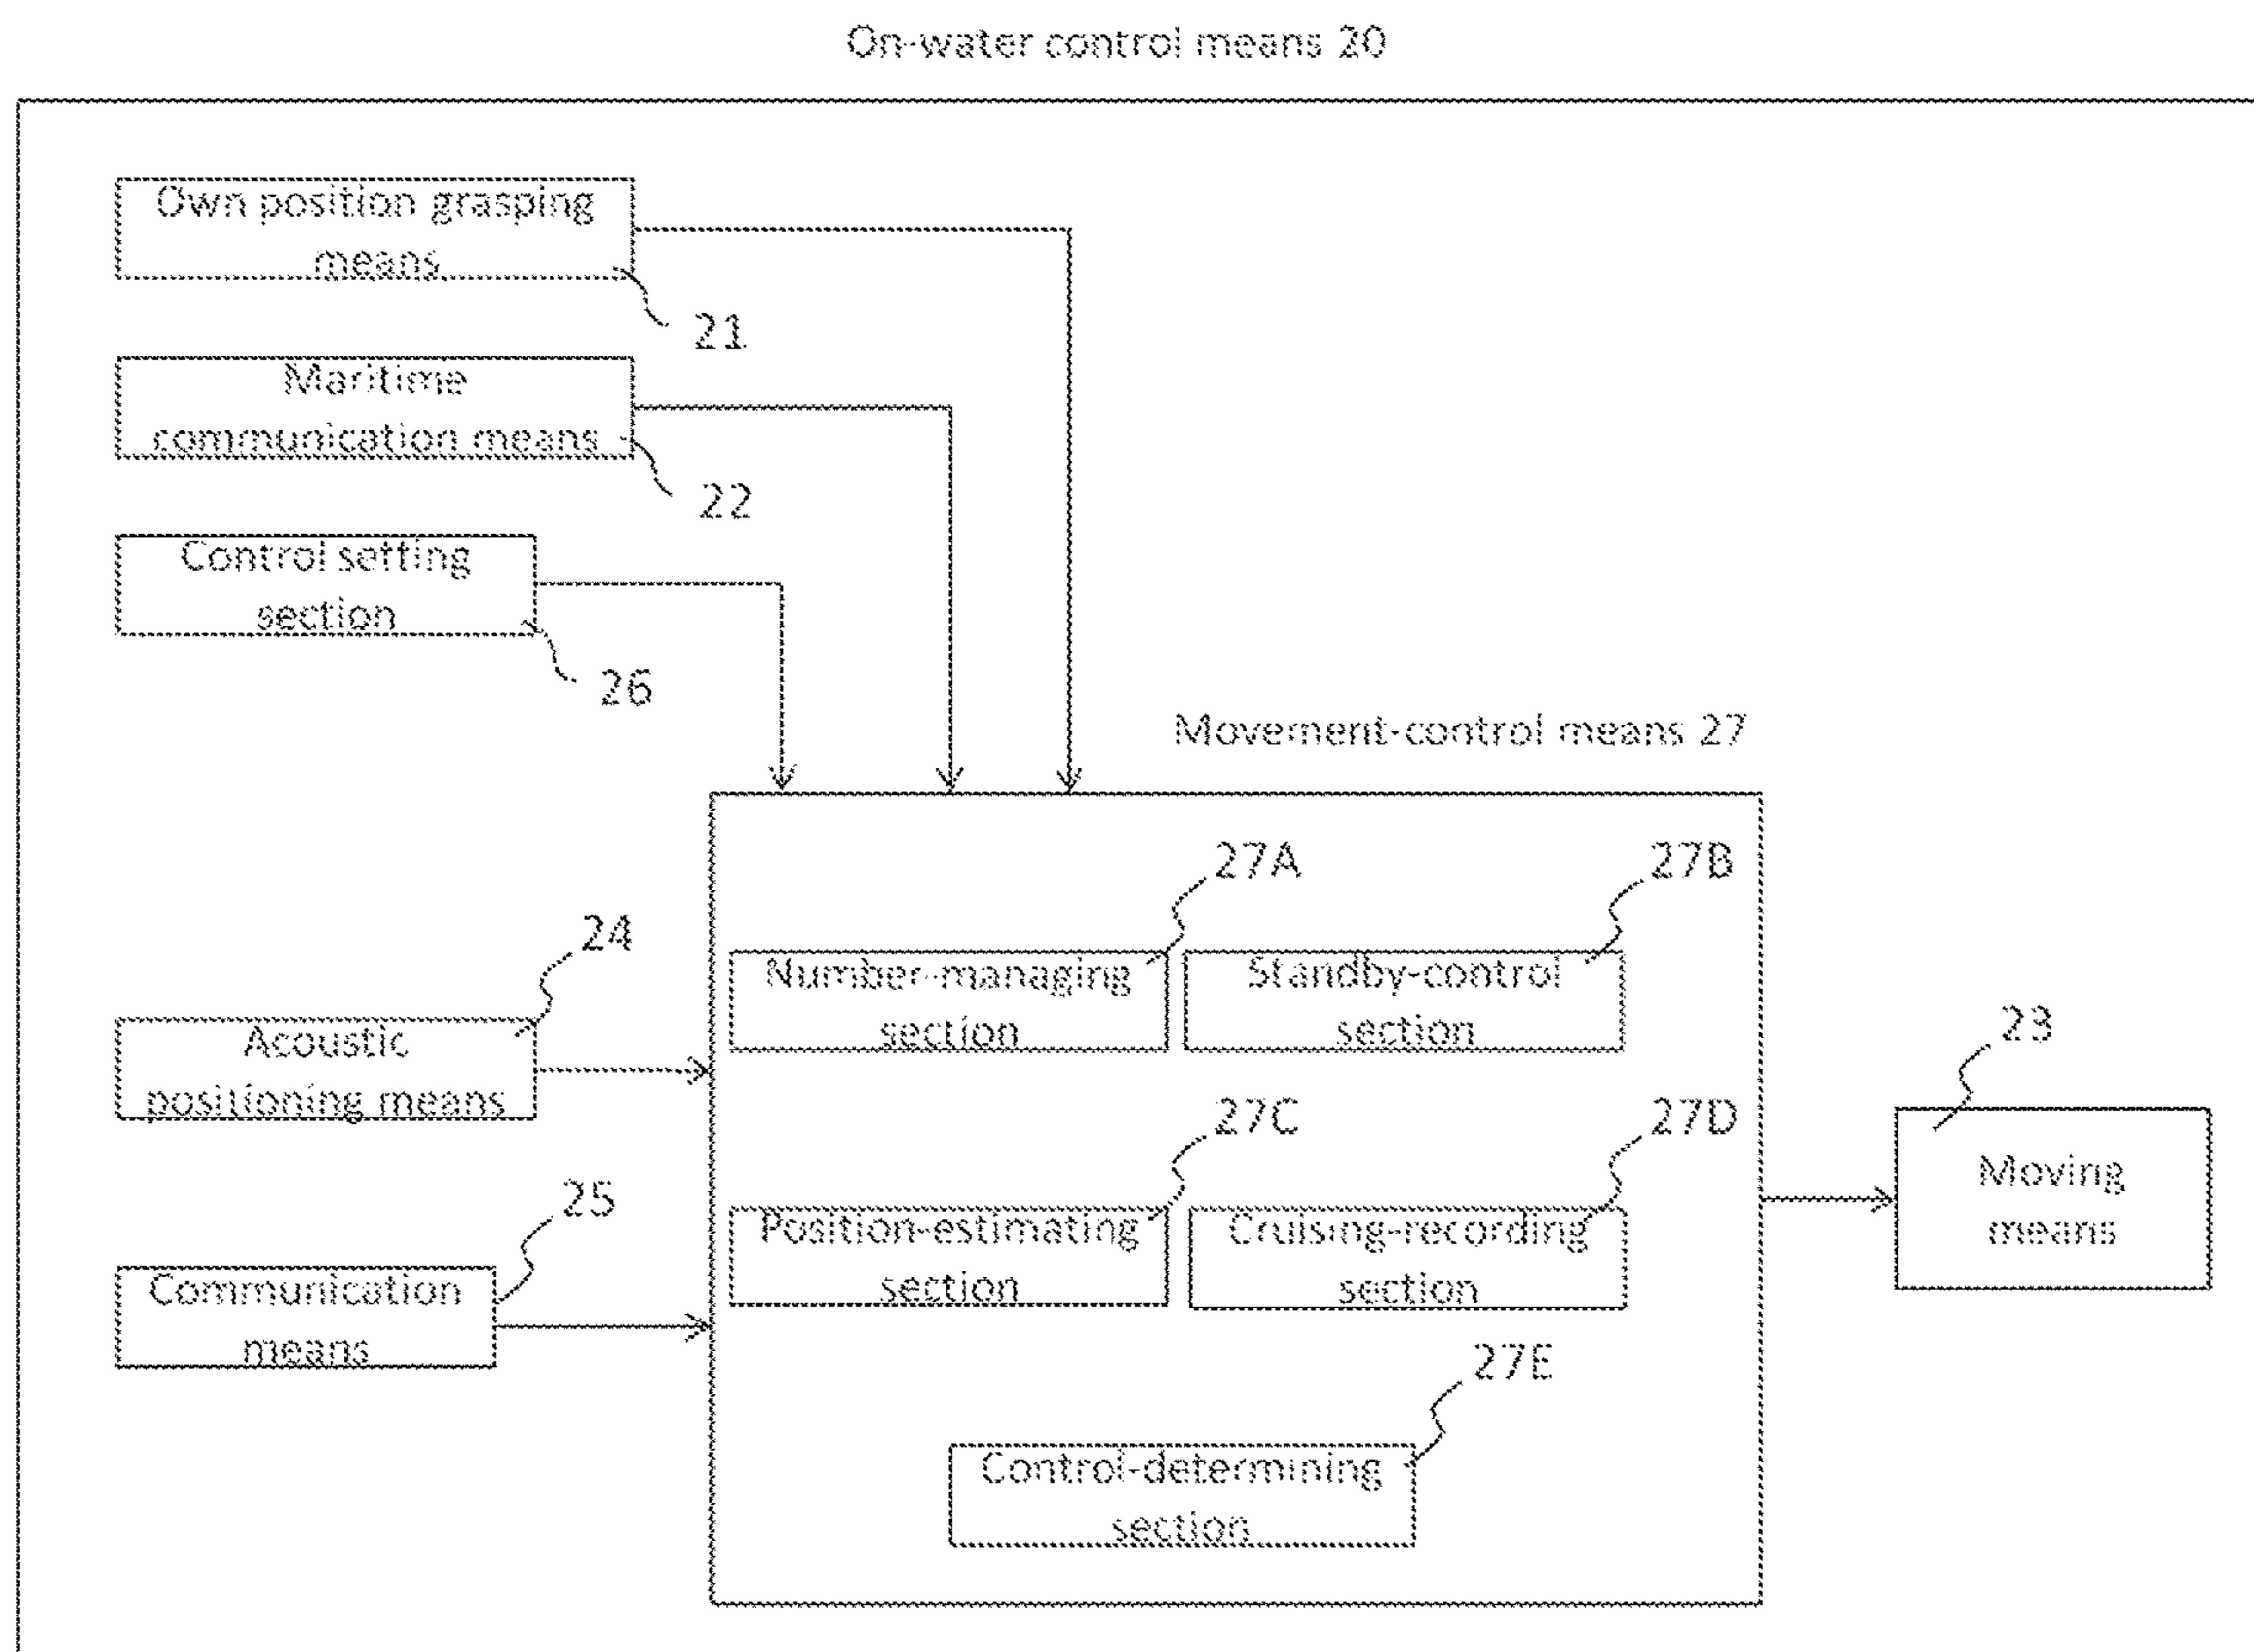 On-water control means 20
Own position grasping
means
21
Maritime
communication means
22
Control setting
section
26
Movement-control means 27
27A
27B
Number-managing
section
Standby-control
section
24
Acoustic
positioning means
23
Moving
means
27C
27D
Position-estimating
section
Cruising-recording
section
25
Communication
means
27E
Control-determining
section